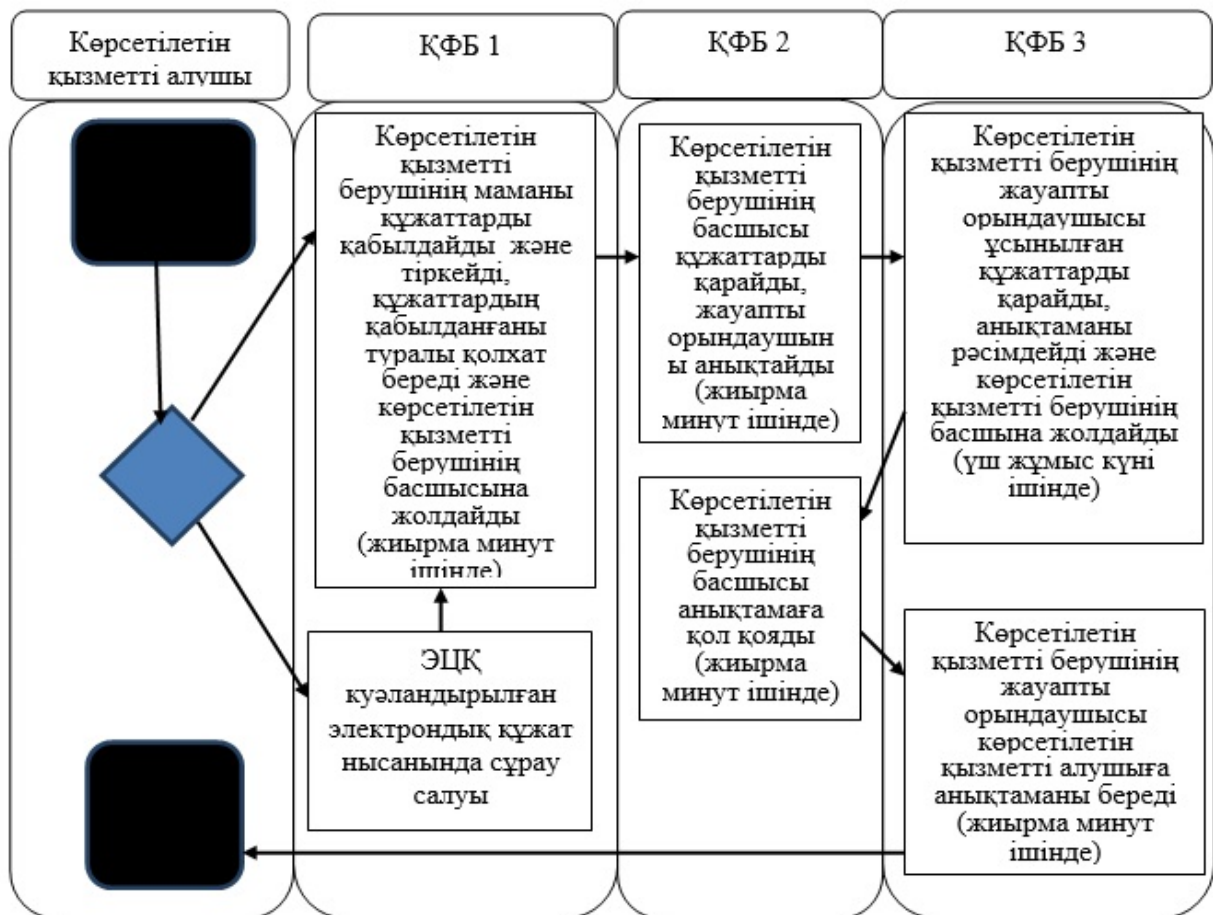 Көрсетілетін
қызметті алушы
ҚФБ 1
ҚФБ 2
ҚФБ 3
Көрсетілетін
қызметті
берушінің маманы
құжаттарды
қабылдайды және
тіркейді,
құжаттардың
қабылданғаны
туралы қолхат
береді және
көрсетілетін
қызметті
берушінің
басшысына
жолдайды
(жиырма минут
ішінде)
ЭЦҚ
куәландырылған
электрондық құжат
нысанында сұрау
салуы
Көрсетілетін
қызметті
берушінің
басшысы
құжаттарды
қарайды,
жауапты
орындаушын
ы анықтайды
(жиырма
минут ішінде)
Көрсетілетін
қызметті
берушінің
басшысы
анықтамаға
қол қояды
(жиырма
минут ішінде)
Көрсетілетін
қызметті берушінің
жауапты
орындаушысы
ұсынылған
құжаттарды
қарайды,
анықтаманы
рәсімдейді және
көрсетілетін
қызметті берушінің
басшына жолдайды
(үш жұмыс күні
ішінде)
Көрсетілетін
қызметті берушінің
жауапты
орындаушысы
көрсетілетін
қызметті алушыға
анықтаманы береді
(жиырма минут
ішінде)